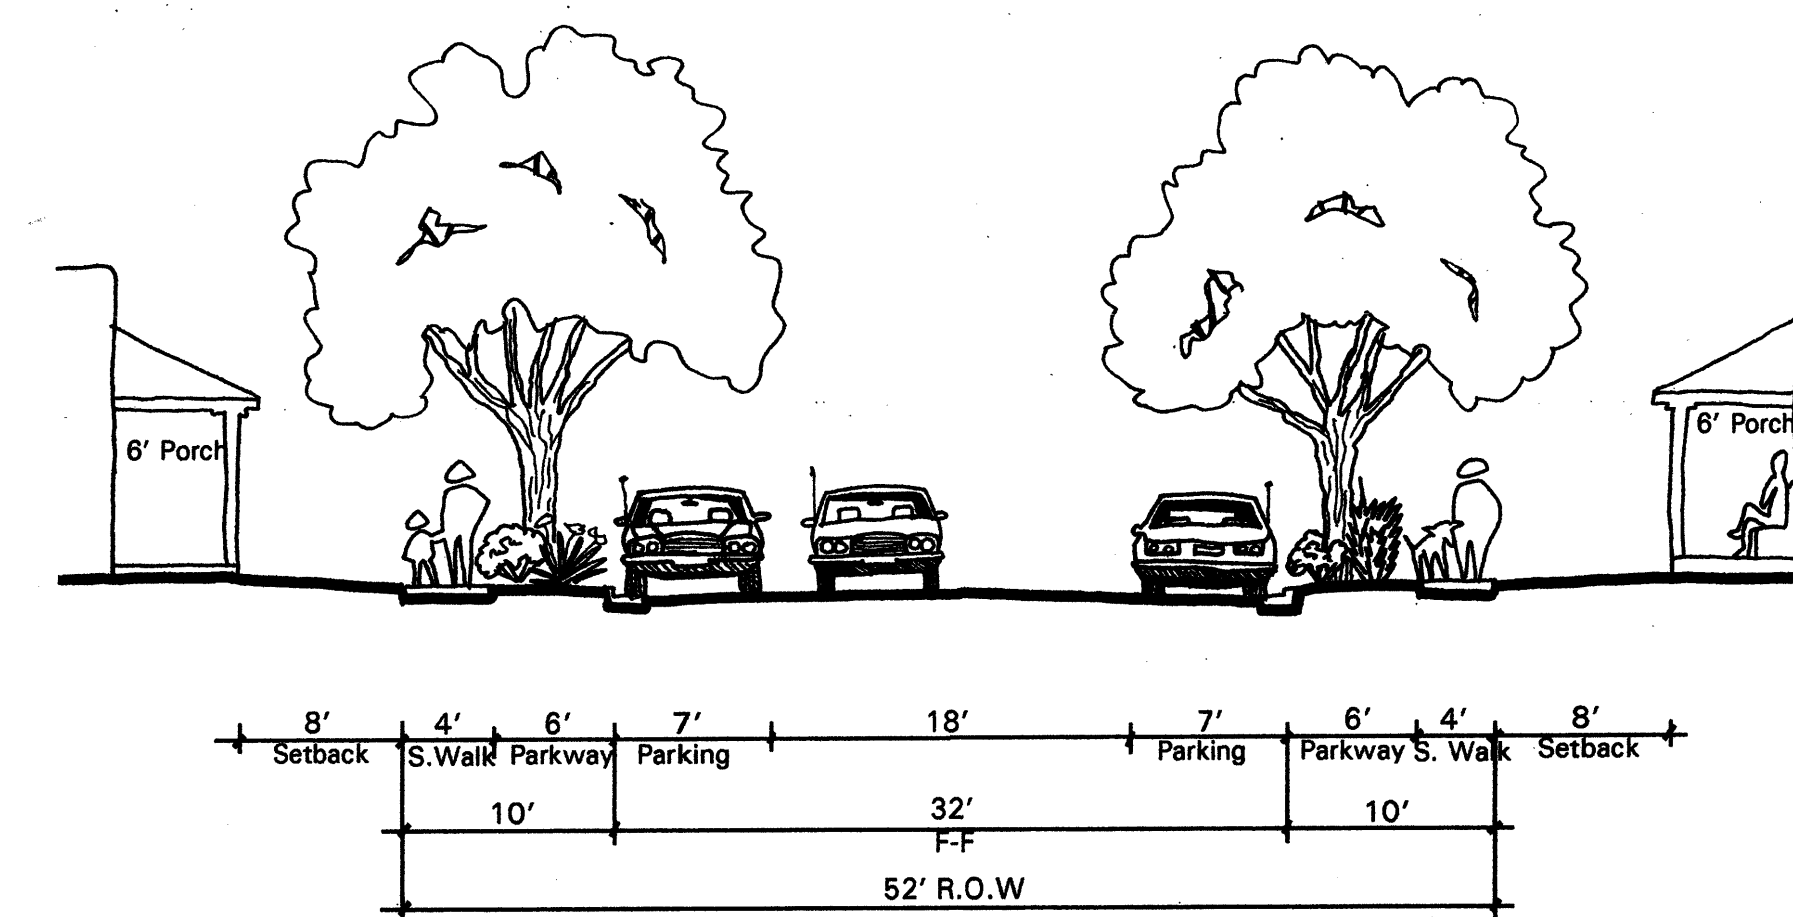 6' Porch
6' Porch
8' 4' 6' 7' 18' 7' 6' 4' 8'
Setback S.Walk Parkway Parking Parking Parkway S. Walk Setback
10' 32' 10'
F-F
52' R.O.W